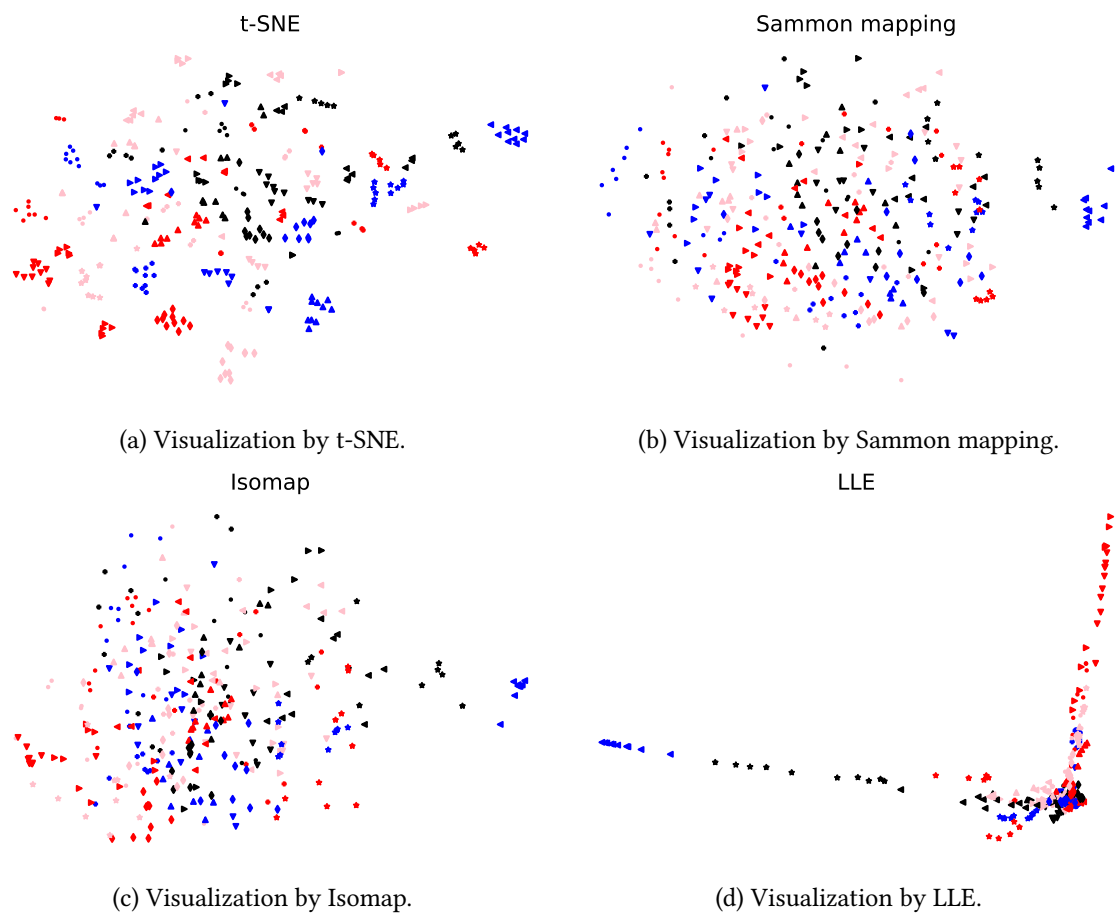 t-SNE
Sammon mapping
(a) Visualization by t-SNE.
(b) Visualization by Sammon mapping.
Isomap
LLE
(c) Visualization by Isomap.
(d) Visualization by LLE.